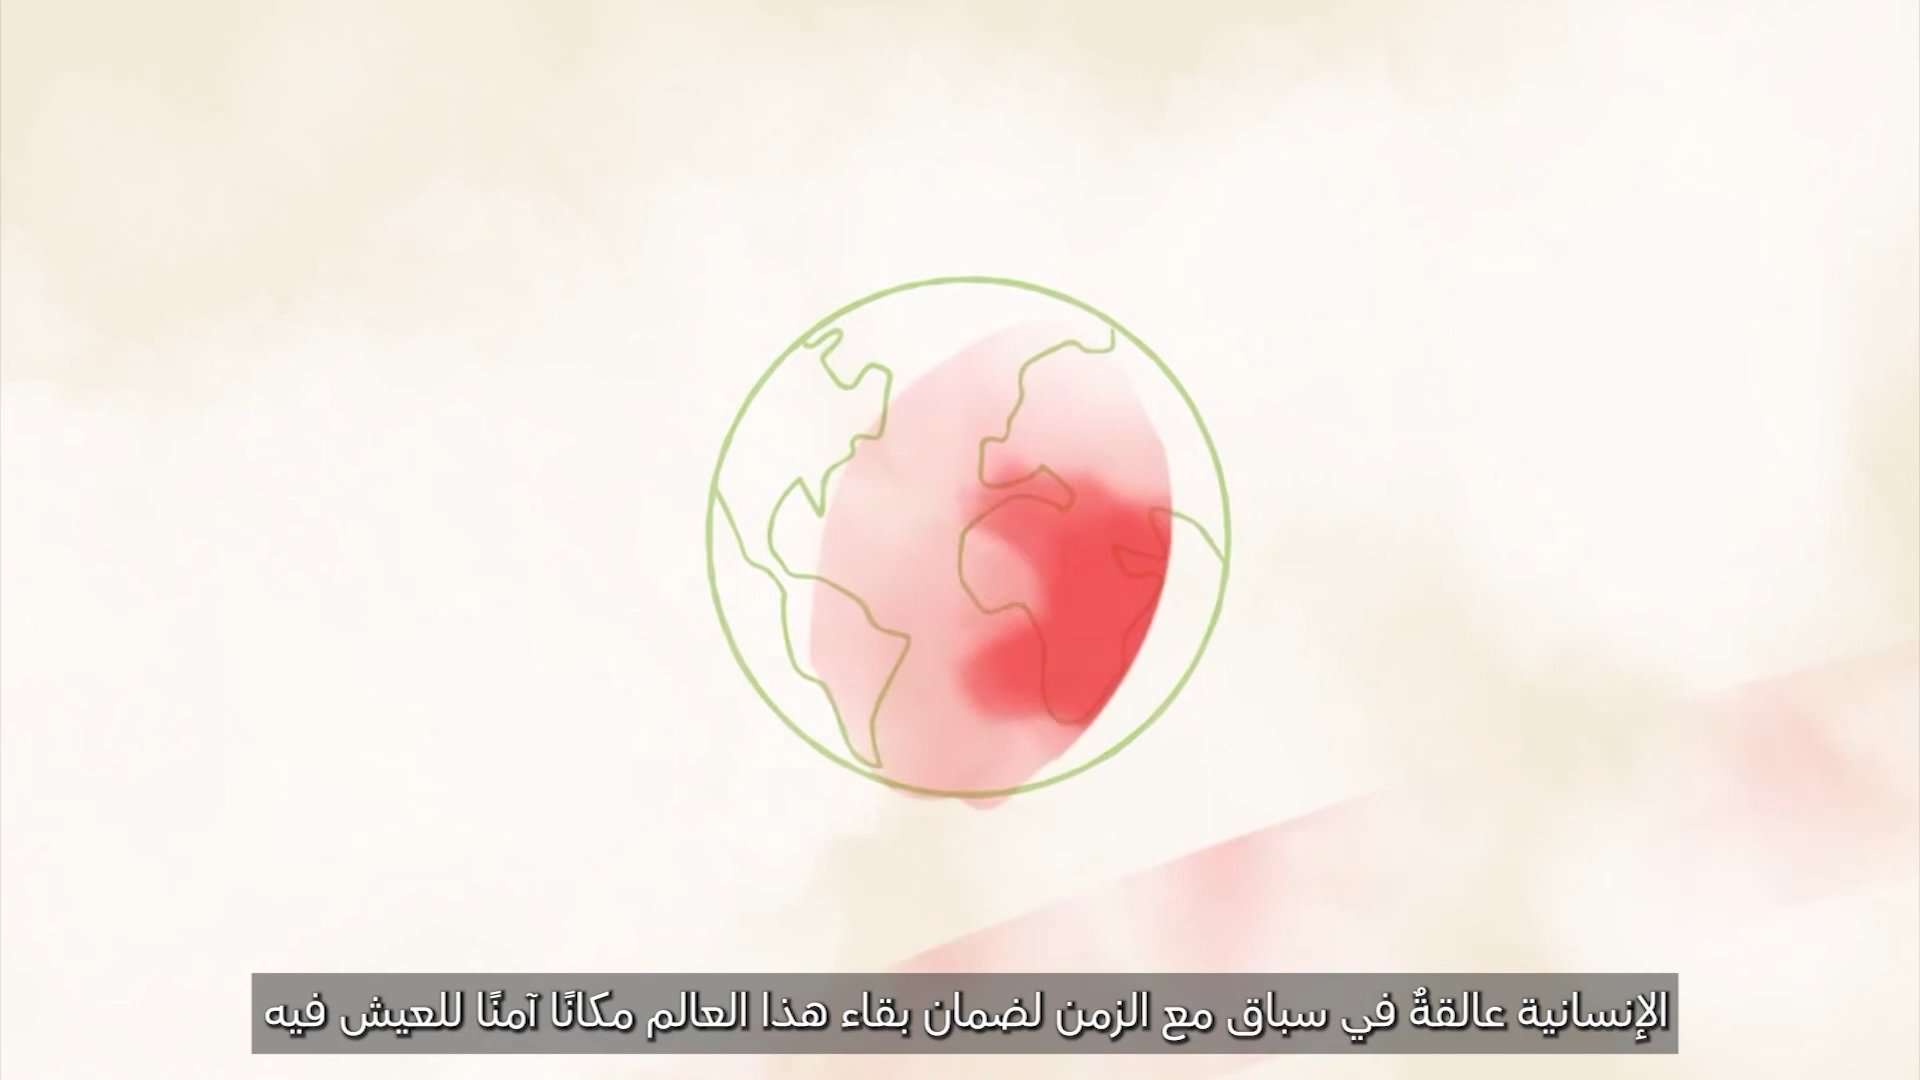 الإنسانية عالقةٌ في سباق مع الزمن لضمان بقاء هذا العالم مكانًا آمنًا للعيش فيه